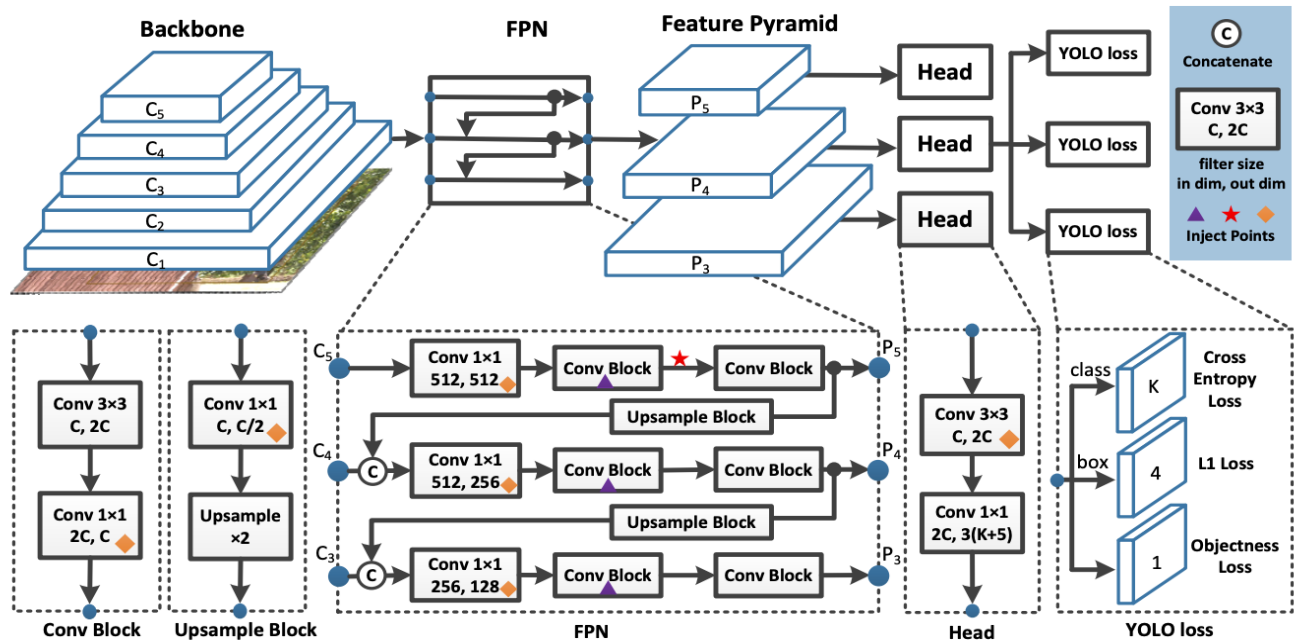 Backbone
FPN
Feature Pyramid
C5
C4
C3
C2
C1
P5
P4
P3
Head
Head
Head
YOLO loss
YOLO loss
YOLO loss
C
Concatenate
Conv 3×3
C, 2C
filter size
in dim, out dim
Inject Points
Conv 3×3
C, 2C
Conv 1×1
2C, C
Conv Block
Conv 1×1
C, C/2
Upsample
×2
Upsample Block
C5
Conv 1×1
512, 512
Conv Block
Conv Block
P5
Upsample Block
C4
C
Conv 1×1
512, 256
Conv Block
Conv Block
P4
Upsample Block
C3
C
Conv 1×1
256, 128
Conv Block
Conv Block
P3
FPN
Conv 3×3
C, 2C
Conv 1×1
2C, 3(K+5)
Head
class
K
Cross
Entropy
Loss
box
4
L1 Loss
1
Objectness
Loss
YOLO loss